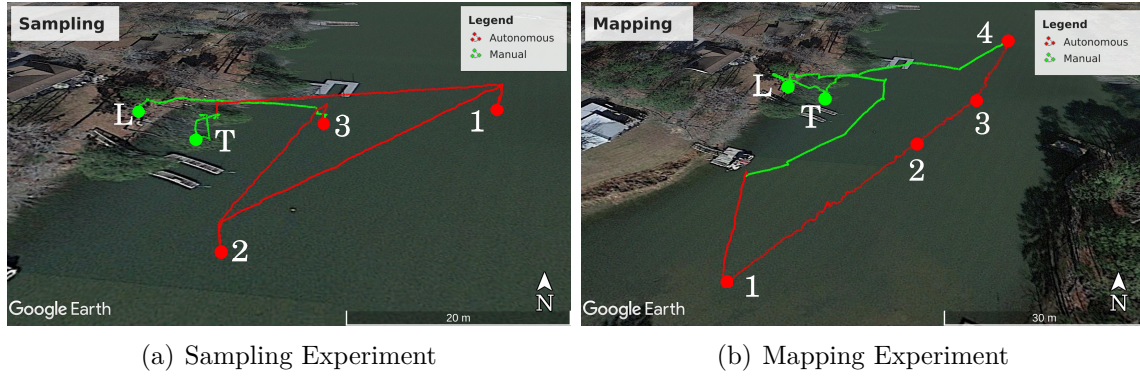 Sampling
Legend
Autonomous
Manual
L
T
1
2
3
Google Earth
N
20 m
(a) Sampling Experiment
Mapping
Legend
Autonomous
Manual
L
T
1
2
3
4
Google Earth
N
30 m
(b) Mapping Experiment